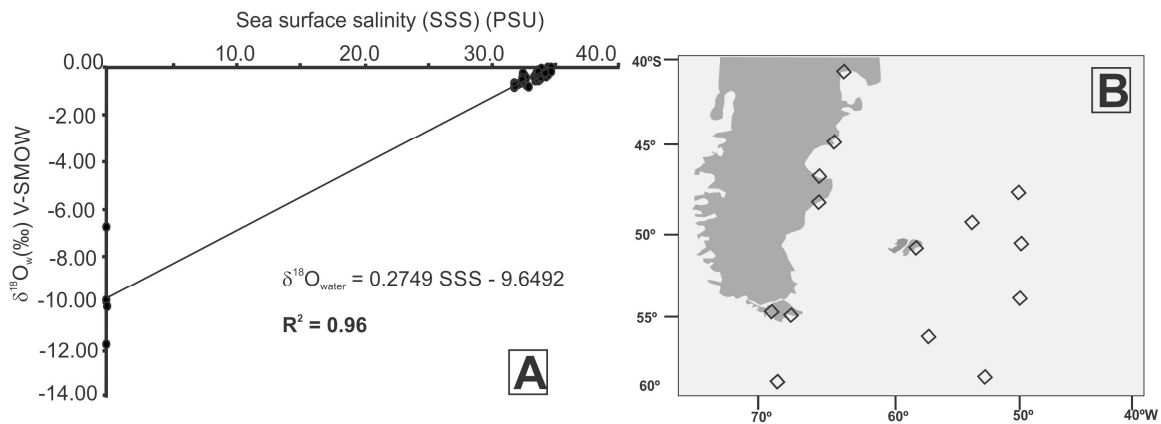 Sea surface salinity (SSS) (PSU)
10.0 20.0 30.0 40.0
0.00
-2.00
-4.00
-6.00
-8.00
-10.00
-12.00
-14.00
δ¹⁸Ow(‰) V-SMOW
δ¹⁸Owater = 0.2749 SSS - 9.6492
R² = 0.96
A
B
40ºS
45º
50º
55º
60º
70º 60º 50º 40ºW